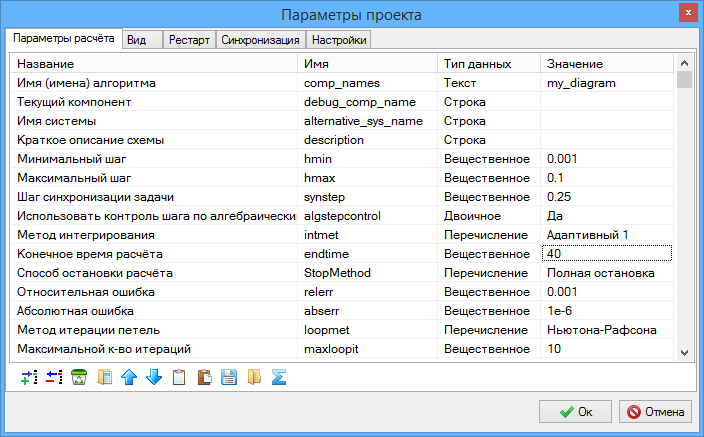 Параметры проекта
Параметры расчёта Вид Рестарт Синхронизация Настройки
Название Имя Тип данных Значение
Имя (имена) алгоритма comp_names Текст my_diagram
Текущий компонент debug_comp_name Строка
Имя системы alternative_sys_name Строка
Краткое описание схемы description Строка
Минимальный шаг hmin Вещественное 0.001
Максимальный шаг hmax Вещественное 0.1
Шаг синхронизации задачи synstep Вещественное 0.25
Использовать контроль шага по алгебраически algstepcontrol Двоичное Да
Метод интегрирования intmet Перечисление Адаптивный 1
Конечное время расчёта endtime Вещественное 40
Способ остановки расчёта StopMethod Перечисление Полная остановка
Относительная ошибка relerr Вещественное 0.001
Абсолютная ошибка abserr Вещественное 1e-6
Метод итерации петель loopmet Перечисление Ньютона-Рафсона
Максимальной к-во итераций maxloopit Вещественное 10
Ок Отмена